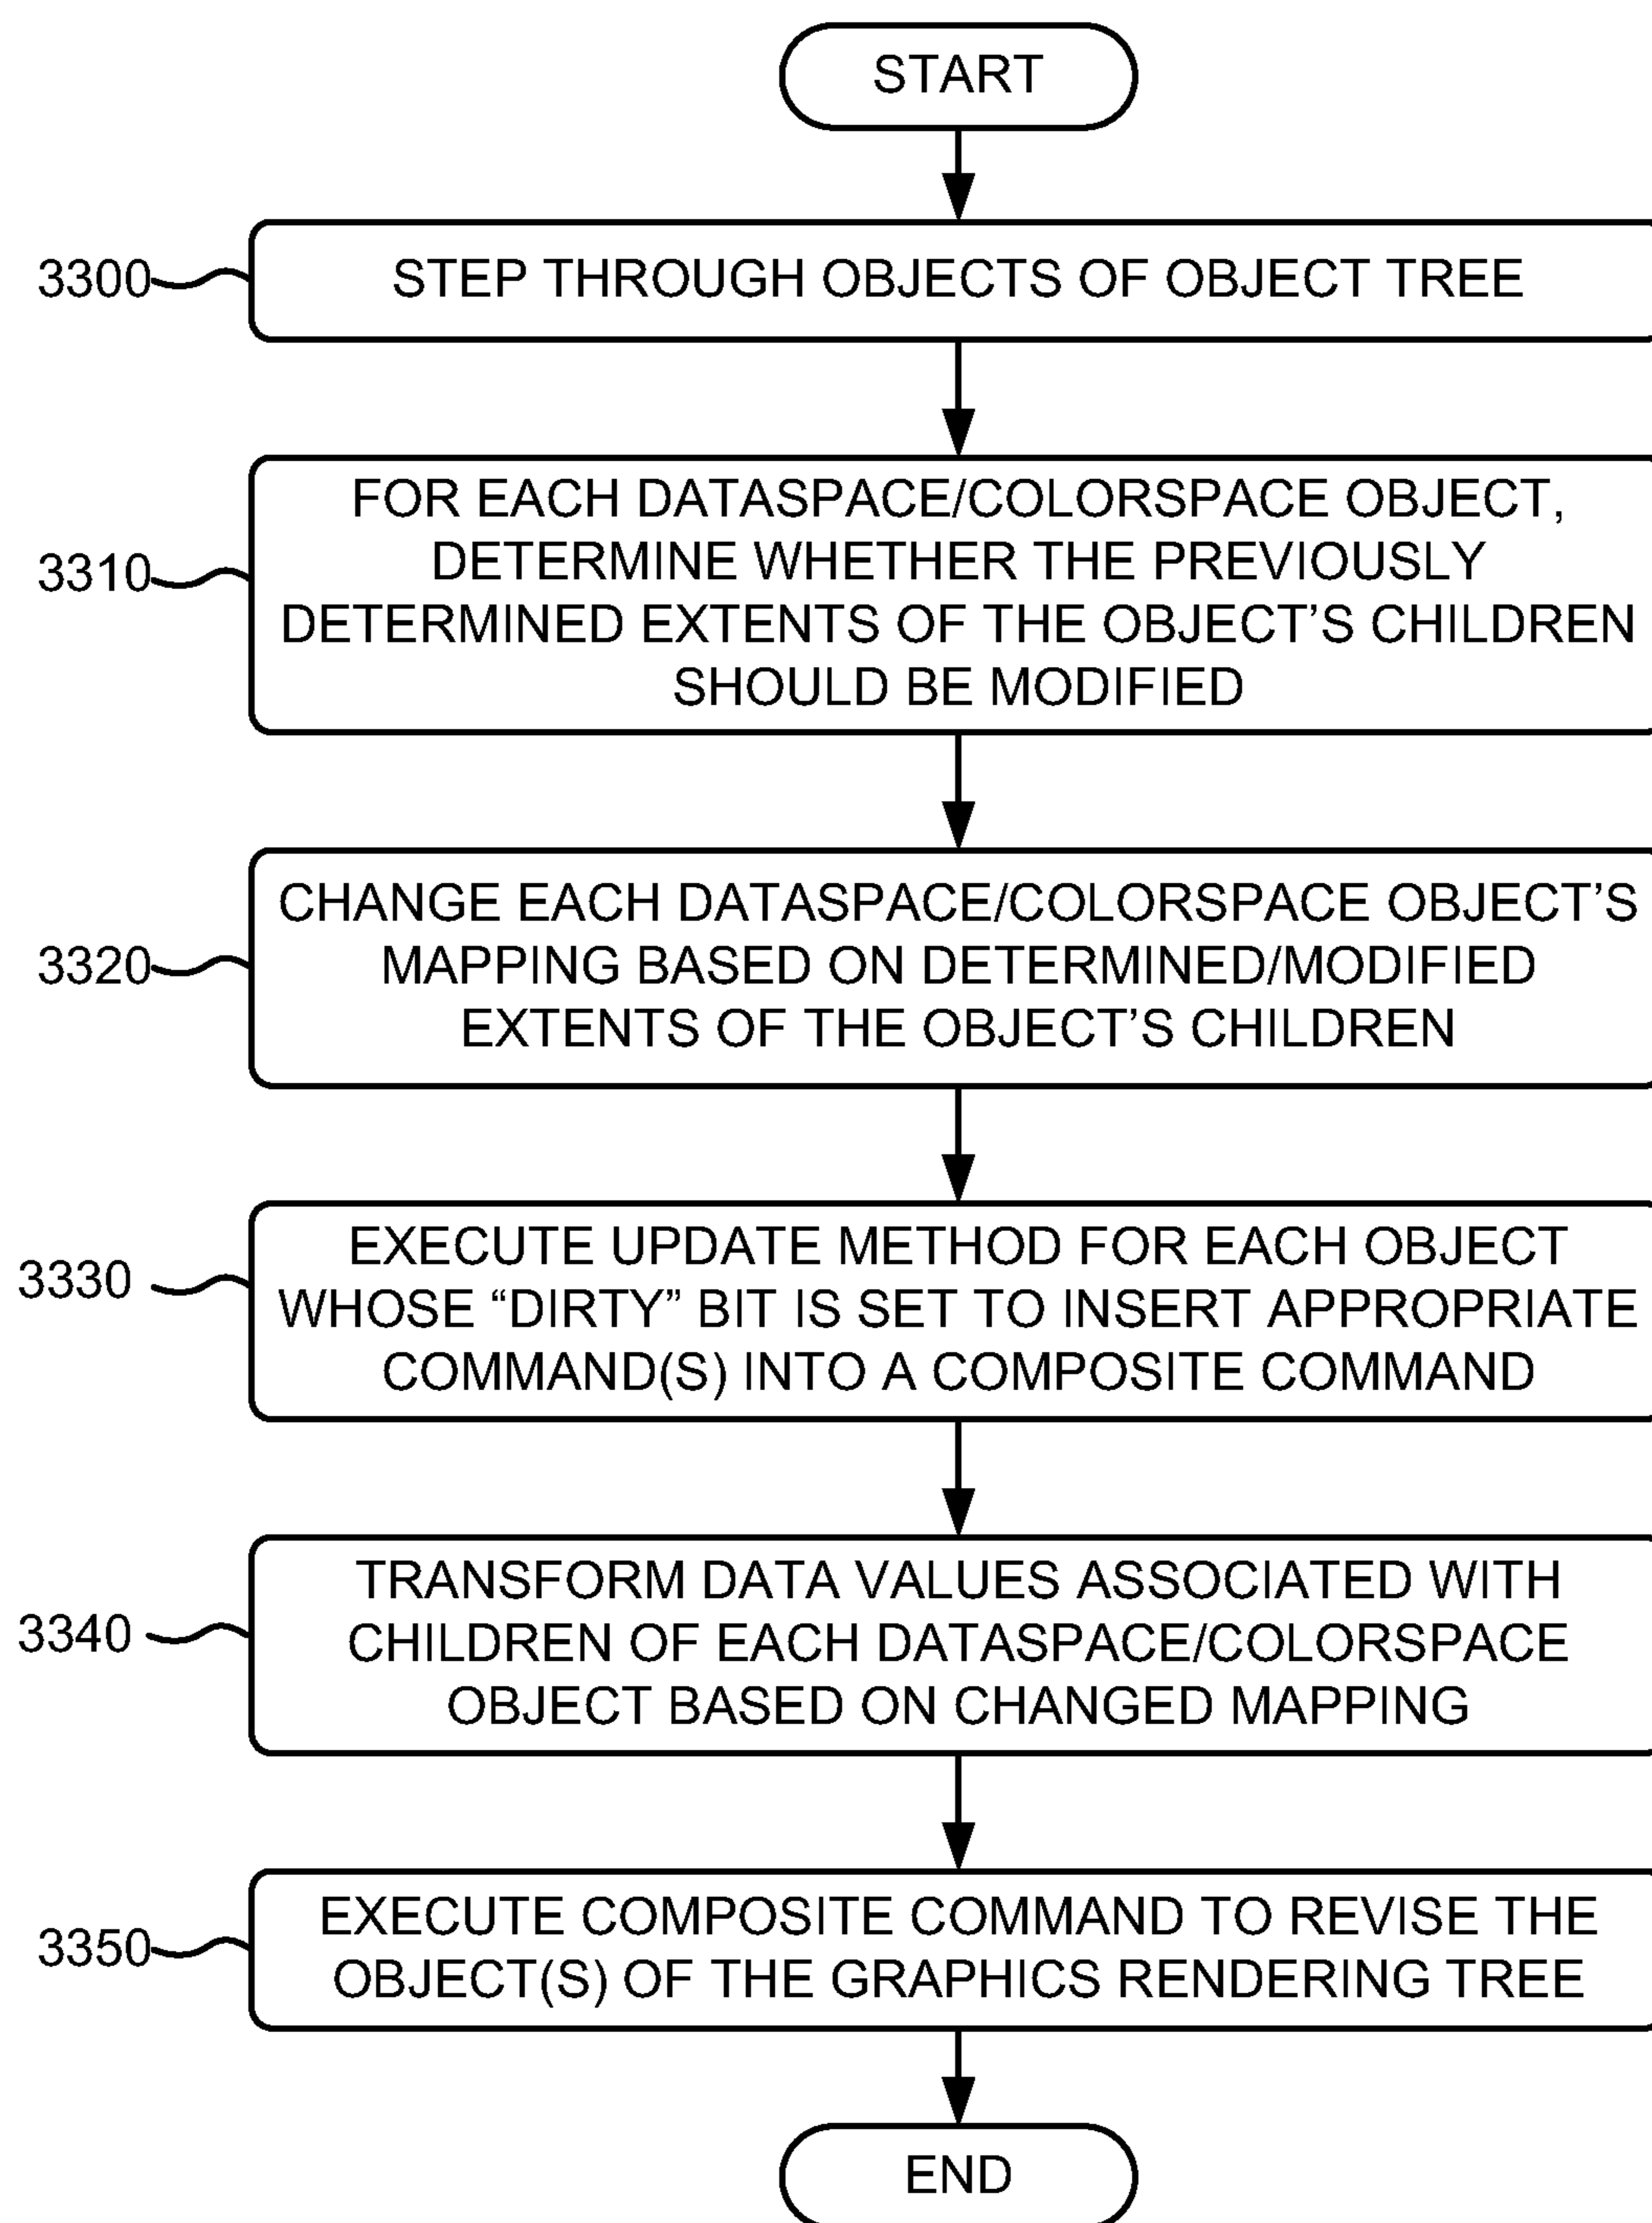 START
3300
STEP THROUGH OBJECTS OF OBJECT TREE
3310
FOR EACH DATASPACE/COLORSPACE OBJECT,
DETERMINE WHETHER THE PREVIOUSLY
DETERMINED EXTENTS OF THE OBJECT’S CHILDREN
SHOULD BE MODIFIED
3320
CHANGE EACH DATASPACE/COLORSPACE OBJECT’S
MAPPING BASED ON DETERMINED/MODIFIED
EXTENTS OF THE OBJECT’S CHILDREN
3330
EXECUTE UPDATE METHOD FOR EACH OBJECT
WHOSE “DIRTY” BIT IS SET TO INSERT APPROPRIATE
COMMAND(S) INTO A COMPOSITE COMMAND
3340
TRANSFORM DATA VALUES ASSOCIATED WITH
CHILDREN OF EACH DATASPACE/COLORSPACE
OBJECT BASED ON CHANGED MAPPING
3350
EXECUTE COMPOSITE COMMAND TO REVISE THE
OBJECT(S) OF THE GRAPHICS RENDERING TREE
END